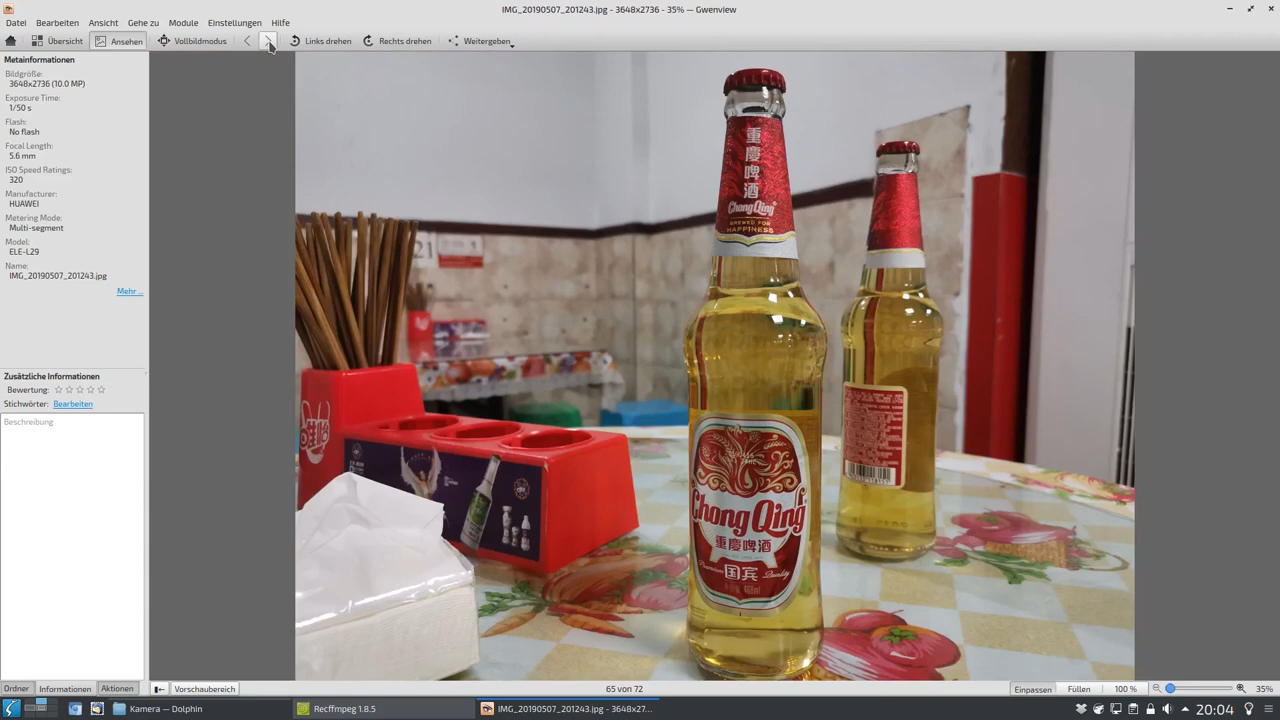 IMG_20190507_201243.jpg - 3648x2736 - 35% — Gwenview
Datei Bearbeiten Ansicht Gehe zu Module Einstellungen Hilfe
Übersicht Ansehen Vollbildmodus Links drehen Rechts drehen Weitergeben
Metainformationen
Bildgröße:
3648x2736 (10.0 MP)
Exposure Time:
1/50 s
Flash:
No flash
Focal Length:
5.6 mm
ISO Speed Ratings:
320
Manufacturer:
HUAWEI
Metering Mode:
Multi-segment
Model:
ELE-L29
Name:
IMG_20190507_201243.jpg
Mehr ...
Zusätzliche Informationen
Bewertung:
Stichwörter: Bearbeiten
Beschreibung
重慶啤酒
ChongQing
BREWED FOR
HAPPINESS
ChongQing
重慶啤酒
Premium Quality
国宾
Ordner Informationen Aktionen Vorschaubereich 65 von 72 Einpassen Füllen 100 % 35%
Kamera — Dolphin Recffmpeg 1.8.5 IMG_20190507_201243.jpg - 3648x27... 20:04